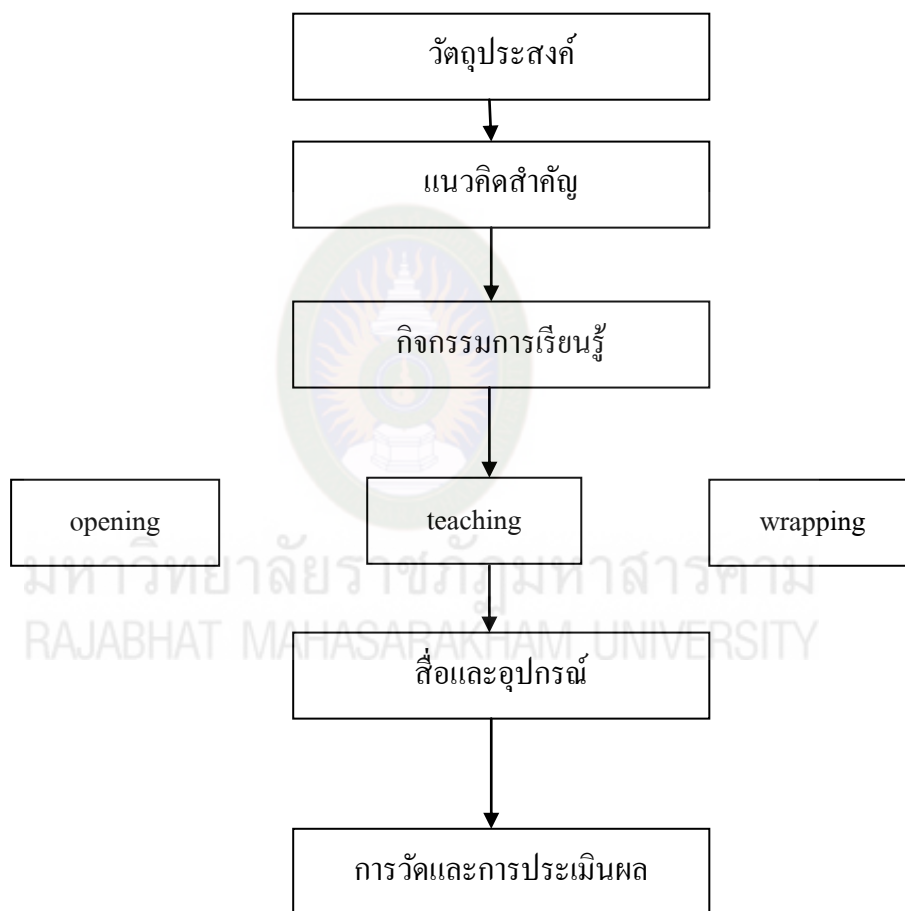 วัตถุประสงค์
แนวคิดสำคัญ
กิจกรรมการเรียนรู้
opening
teaching
wrapping
มหาวิทยาลัยราชภัฏมหาสารคาม
RAJABHAT MAHASARAKHAM UNIVERSITY
สื่อและอุปกรณ์
การวัดและการประเมินผล